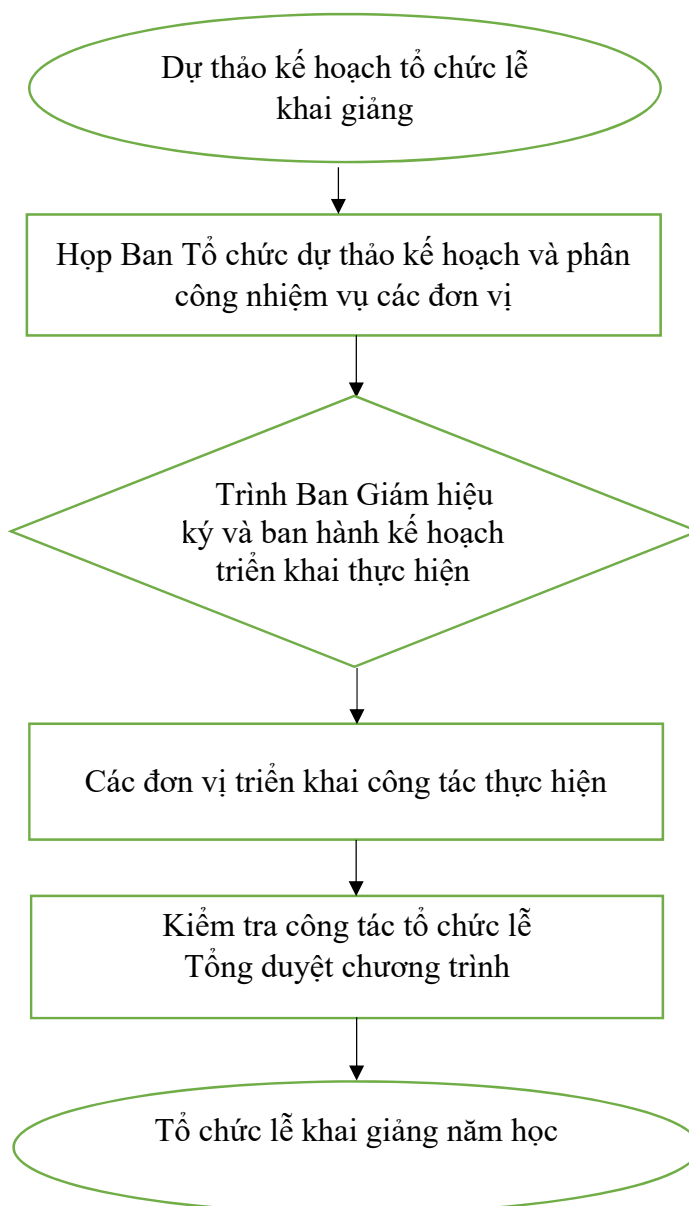 Dự thảo kế hoạch tổ chức lễ
khai giảng
Họp Ban Tổ chức dự thảo kế hoạch và phân
công nhiệm vụ các đơn vị
Trình Ban Giám hiệu
ký và ban hành kế hoạch
triển khai thực hiện
Các đơn vị triển khai công tác thực hiện
Kiểm tra công tác tổ chức lễ
Tổng duyệt chương trình
Tổ chức lễ khai giảng năm học